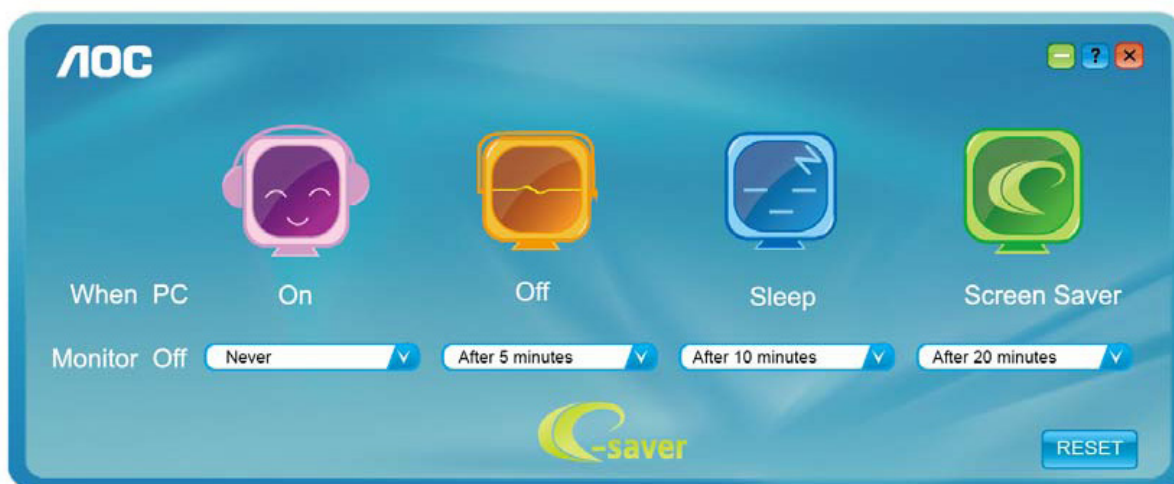 AOC
?
When PC On Off Sleep Screen Saver
Monitor Off Never After 5 minutes After 10 minutes After 20 minutes
e-saver
RESET